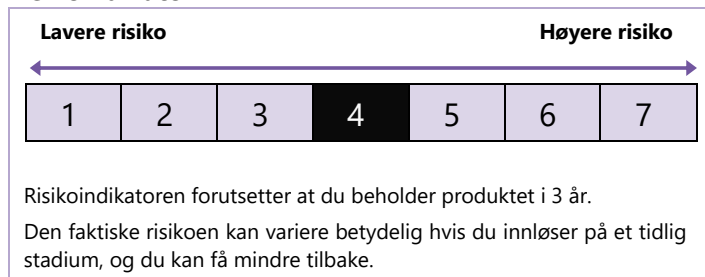 Lavere risiko Høyere risiko
1 2 3 4 5 6 7
Risikoindikatoren forutsetter at du beholder produktet i 3 år.
Den faktiske risikoen kan variere betydelig hvis du innløser på et tidlig
stadium, og du kan få mindre tilbake.